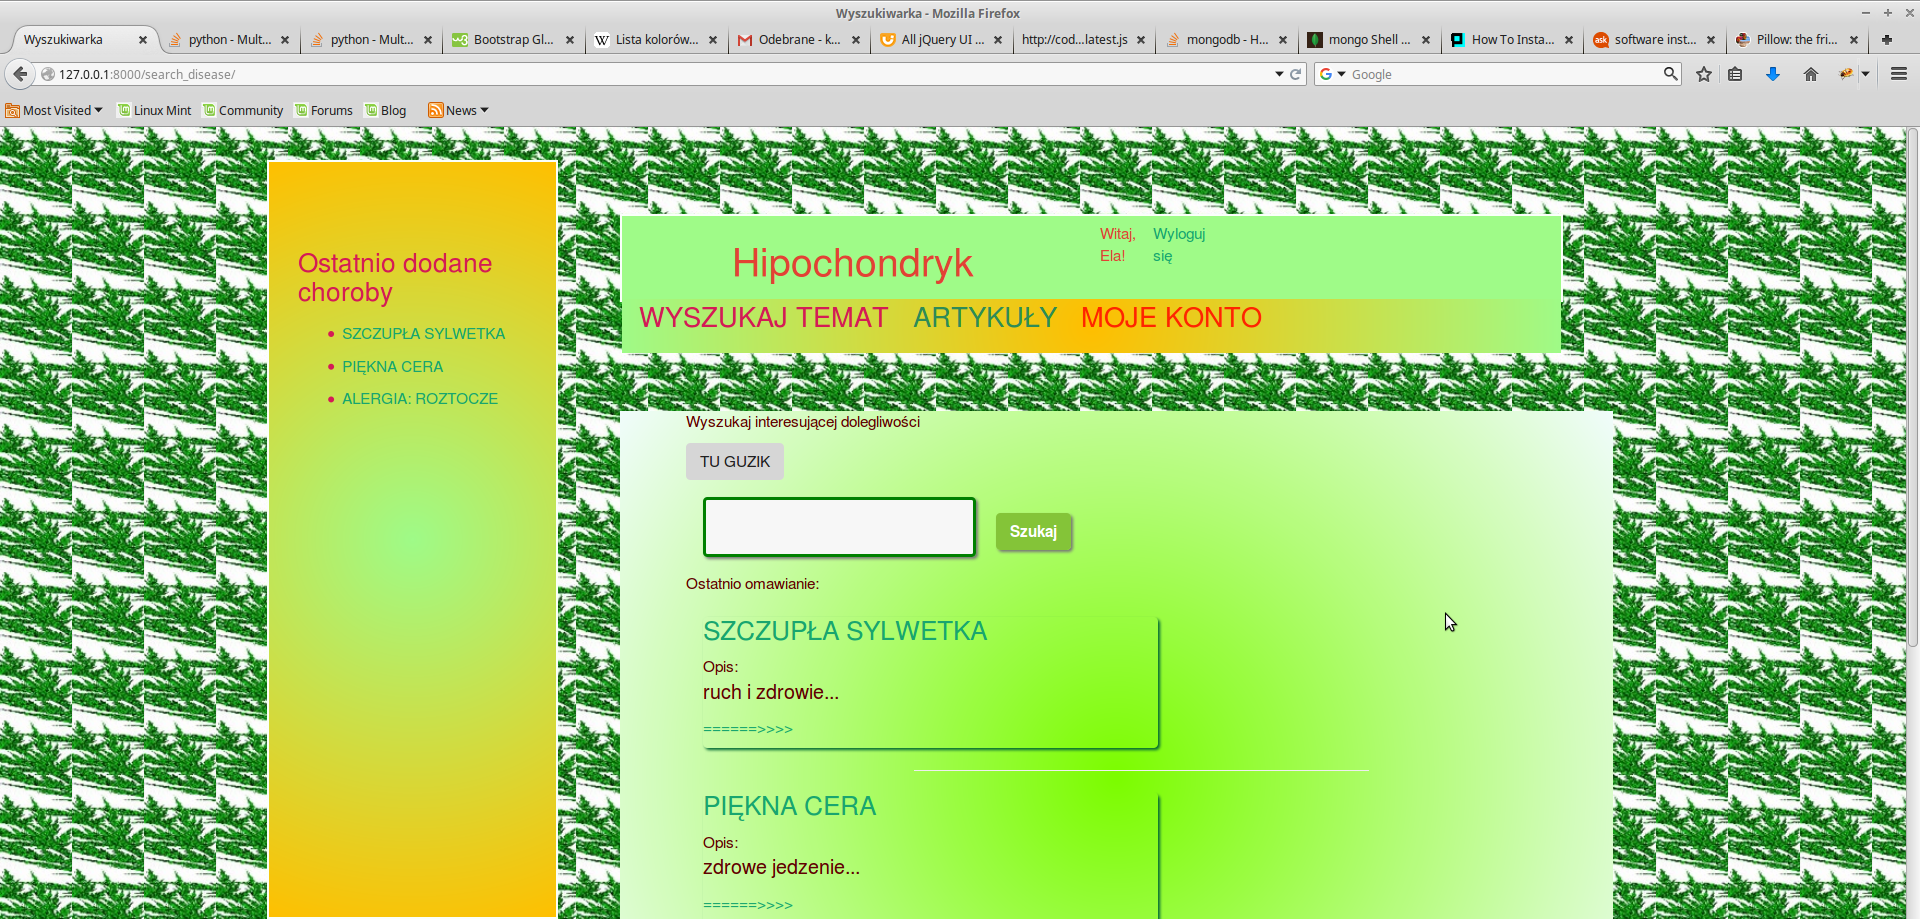 Wyszukiwarka - Mozilla Firefox
Wyszukiwarka
python - Mult...
python - Mult...
Bootstrap Gl...
Lista kolorów...
Odebrane - k...
All jQuery UI ...
http://cod...latest.js
mongodb - H...
mongo Shell ...
How To Insta...
software inst...
Pillow: the fri...
127.0.0.1:8000/search_disease/
Google
Most Visited
Linux Mint
Community
Forums
Blog
News
Ostatnio dodane
choroby
SZCZUPŁA SYLWETKA
PIĘKNA CERA
ALERGIA: ROZTOCZE
Hipochondryk
Witaj,
Ela!
Wyloguj
się
WYSZUKAJ TEMAT ARTYKUŁY MOJE KONTO
Wyszukaj interesującej dolegliwości
TU GUZIK
Szukaj
Ostatnio omawianie:
SZCZUPŁA SYLWETKA
Opis:
ruch i zdrowie...
======>>>>
PIĘKNA CERA
Opis:
zdrowe jedzenie...
======>>>>